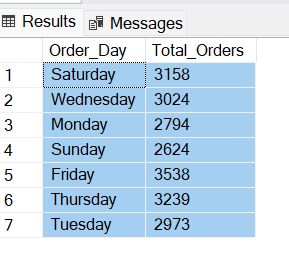 Results Messages
Order_Day Total_Orders
1 Saturday 3158
2 Wednesday 3024
3 Monday 2794
4 Sunday 2624
5 Friday 3538
6 Thursday 3239
7 Tuesday 2973